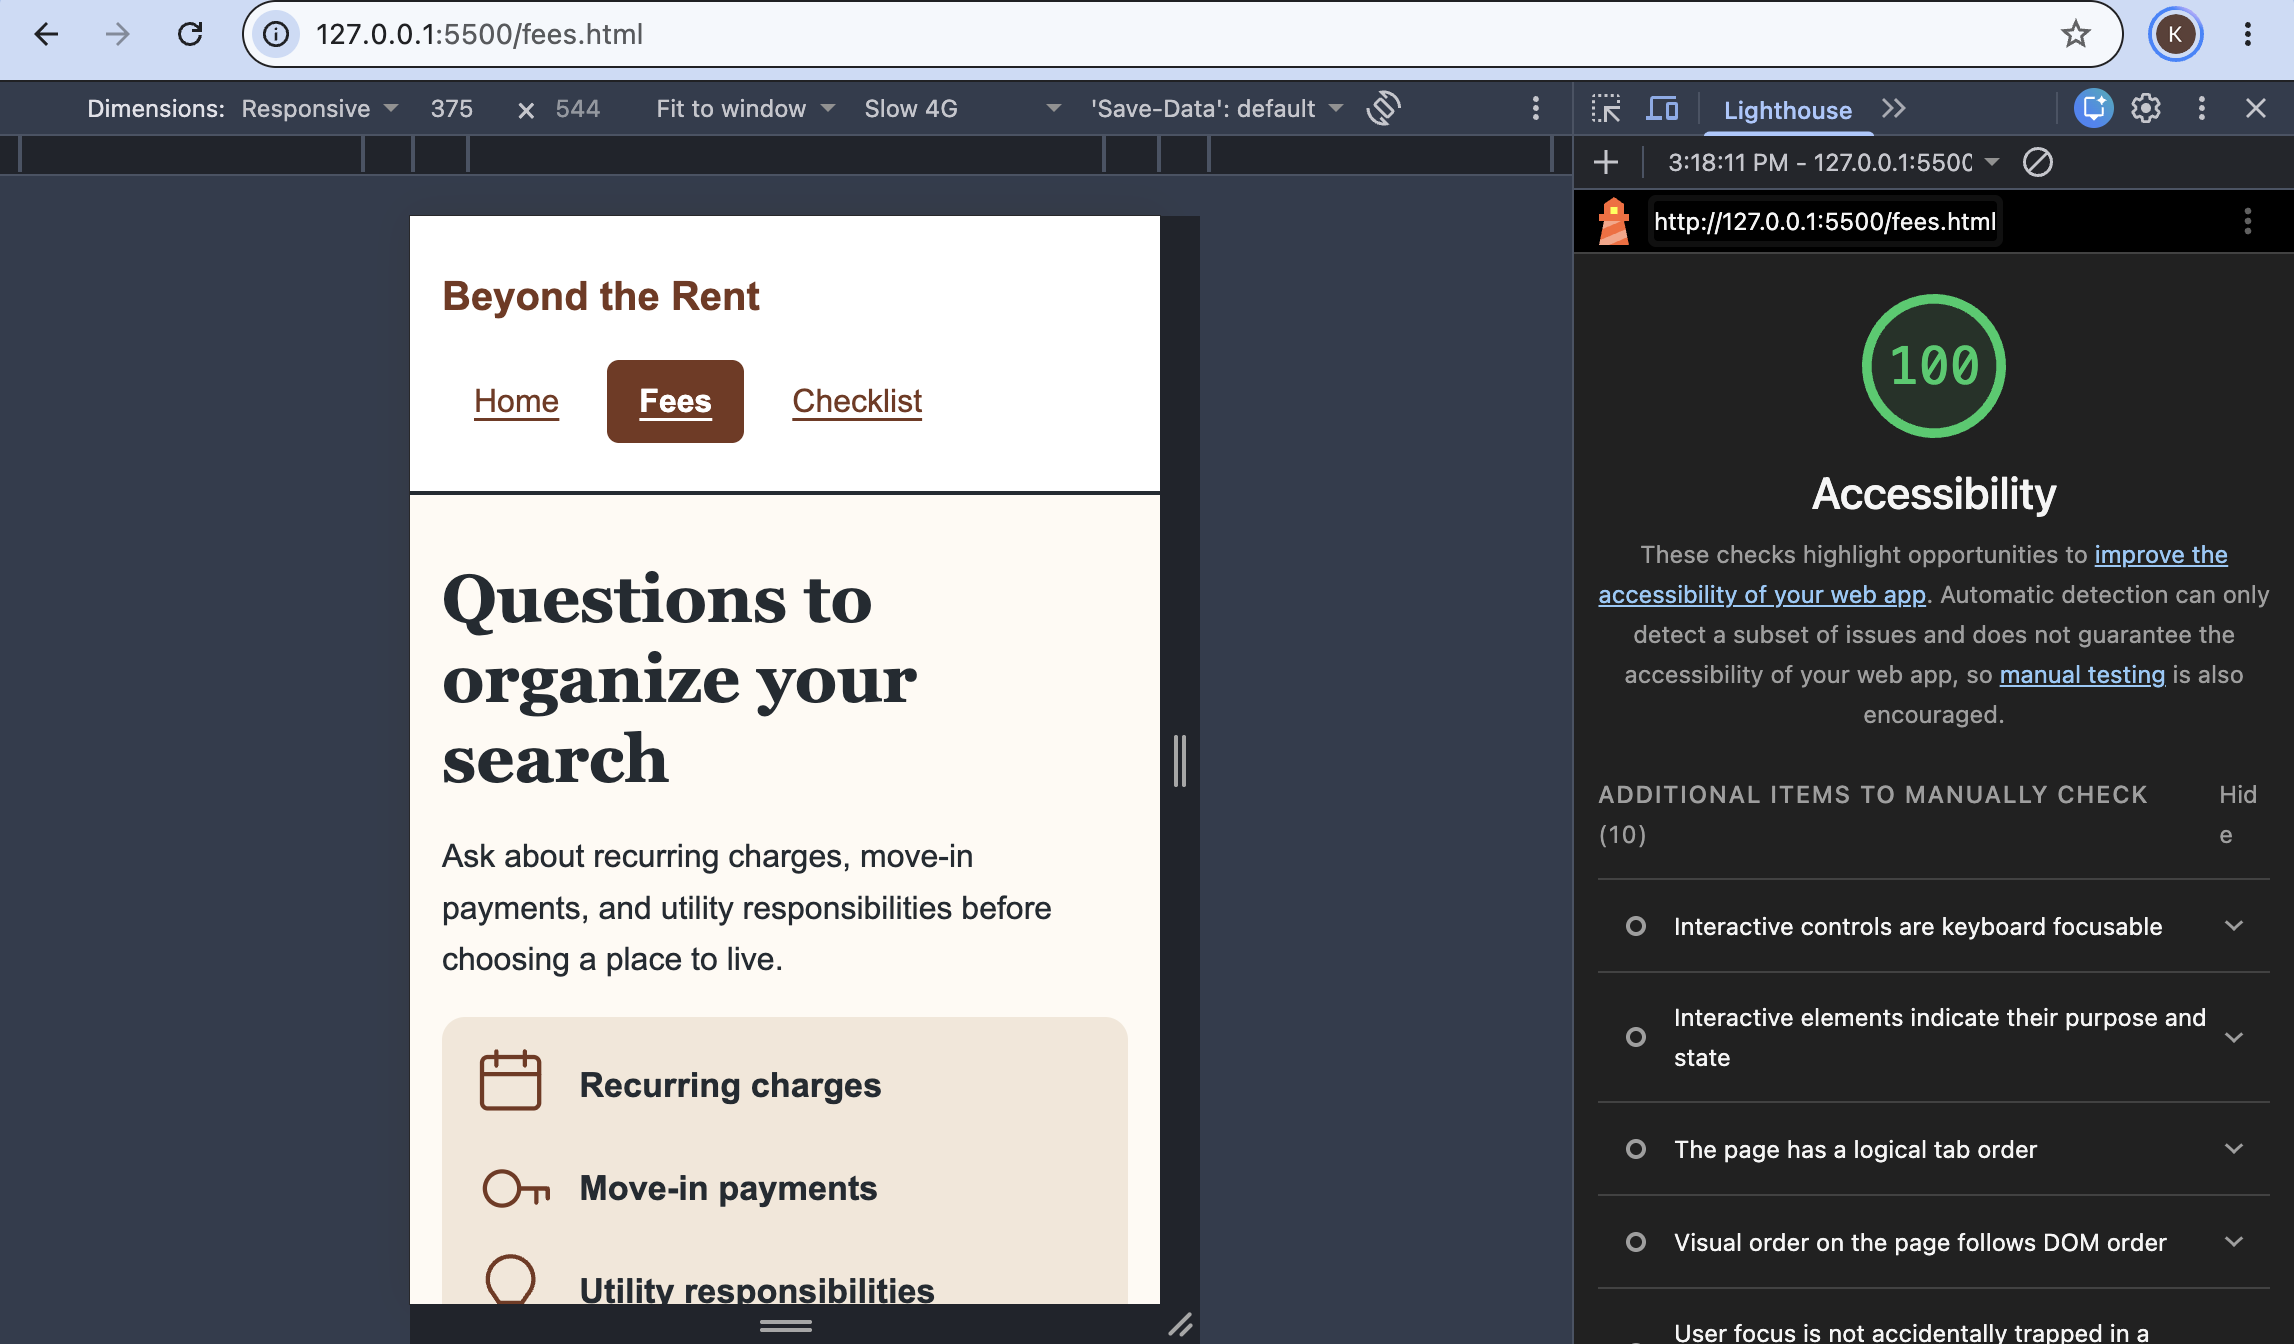 127.0.0.1:5500/fees.html
K
Dimensions: Responsive 375 × 544 Fit to window Slow 4G 'Save-Data': default
Lighthouse
3:18:11 PM - 127.0.0.1:5500
http://127.0.0.1:5500/fees.html
Beyond the Rent
Home Fees Checklist
Questions to
organize your
search
Ask about recurring charges, move-in
payments, and utility responsibilities before
choosing a place to live.
Recurring charges
Move-in payments
Utility responsibilities
100
Accessibility
These checks highlight opportunities to improve the
accessibility of your web app. Automatic detection can only
detect a subset of issues and does not guarantee the
accessibility of your web app, so manual testing is also
encouraged.
ADDITIONAL ITEMS TO MANUALLY CHECK
(10)
Hid
e
Interactive controls are keyboard focusable
Interactive elements indicate their purpose and
state
The page has a logical tab order
Visual order on the page follows DOM order
User focus is not accidentally trapped in a